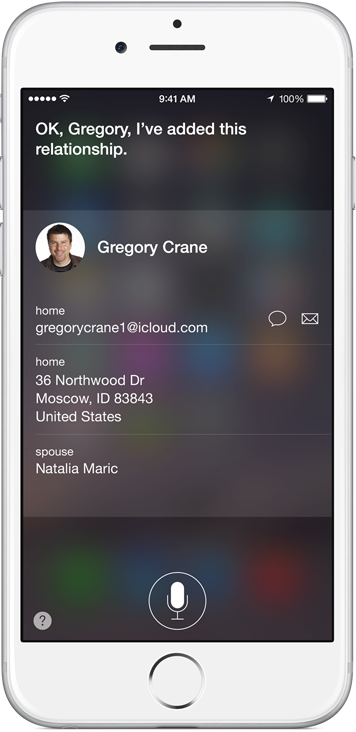 9:41 AM
100%
OK, Gregory, I've added this
relationship.
Gregory Crane
home
gregorycrane1@icloud.com
home
36 Northwood Dr
Moscow, ID 83843
United States
spouse
Natalia Maric
?